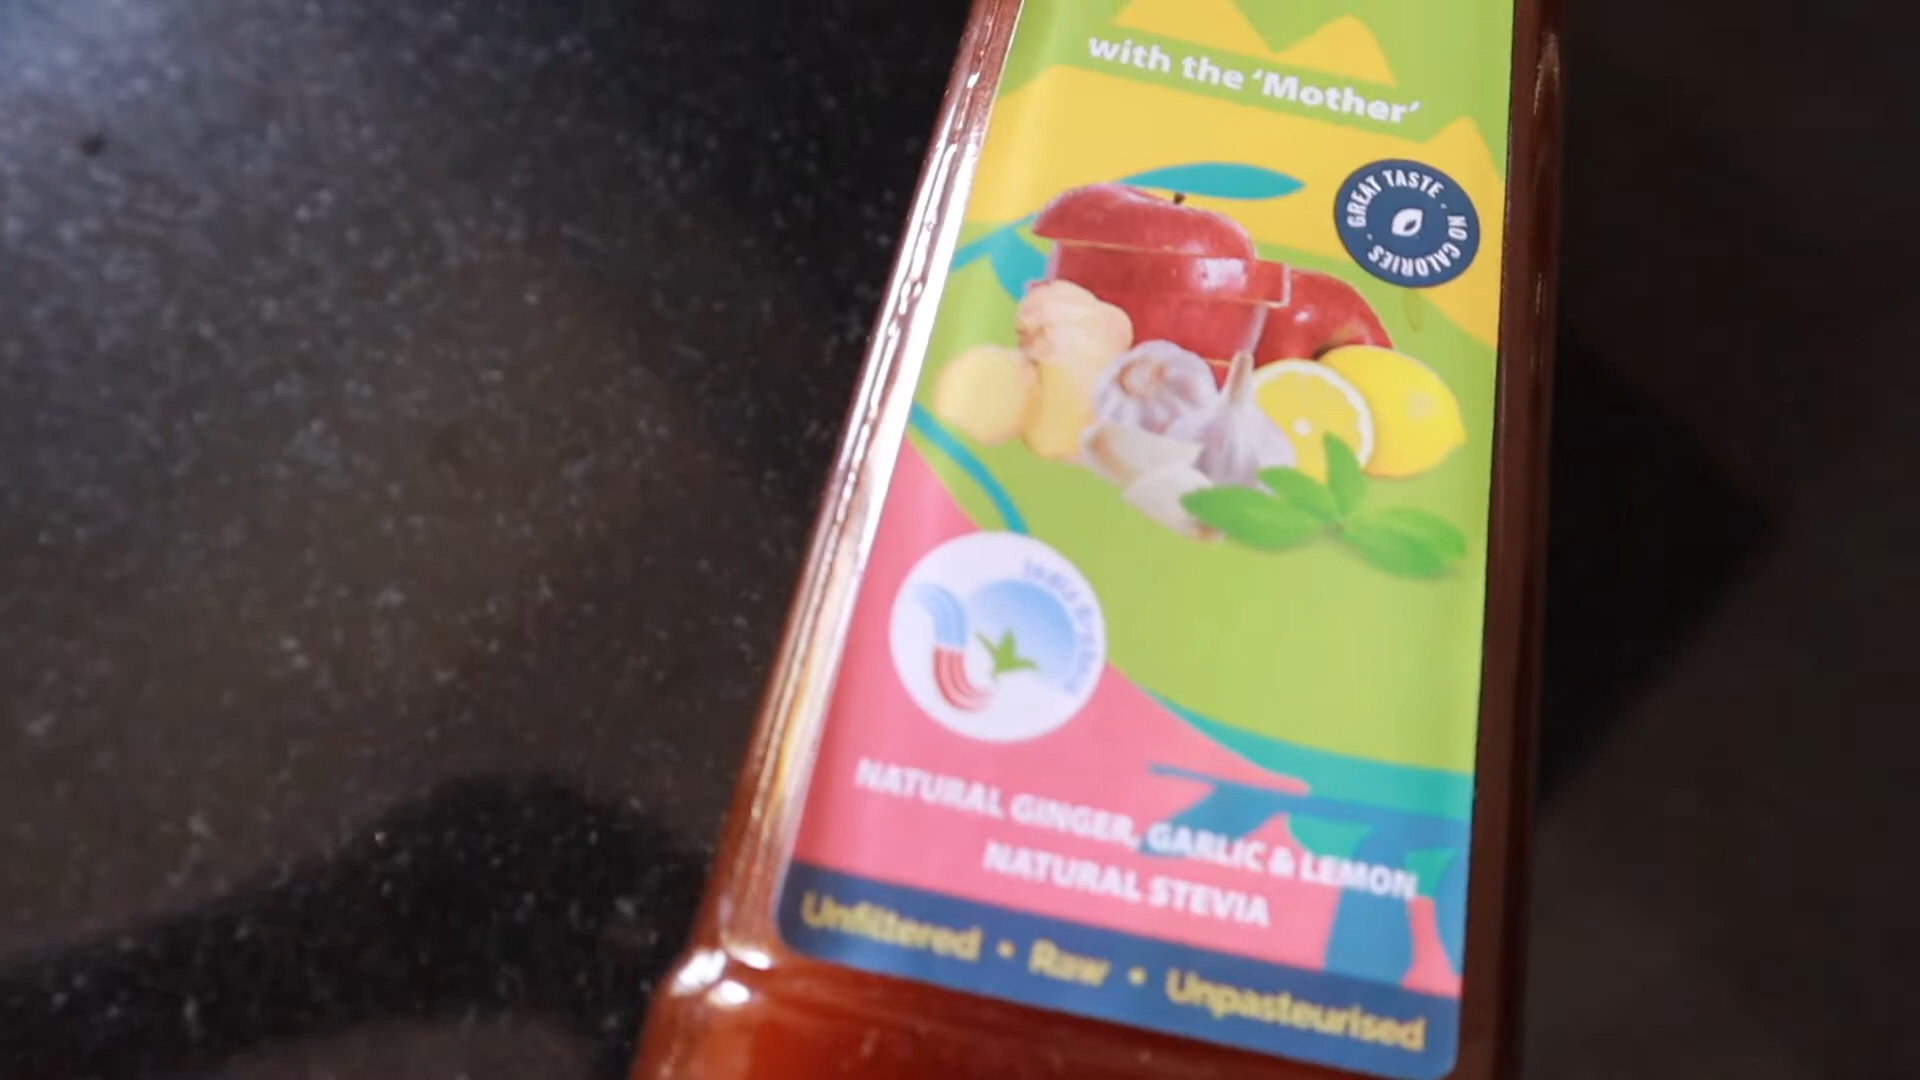 with the 'Mother'
GREAT TASTE · NO CALORIES ·
NATURAL GINGER, GARLIC & LEMON
NATURAL STEVIA
Unfiltered • Raw • Unpasteurised